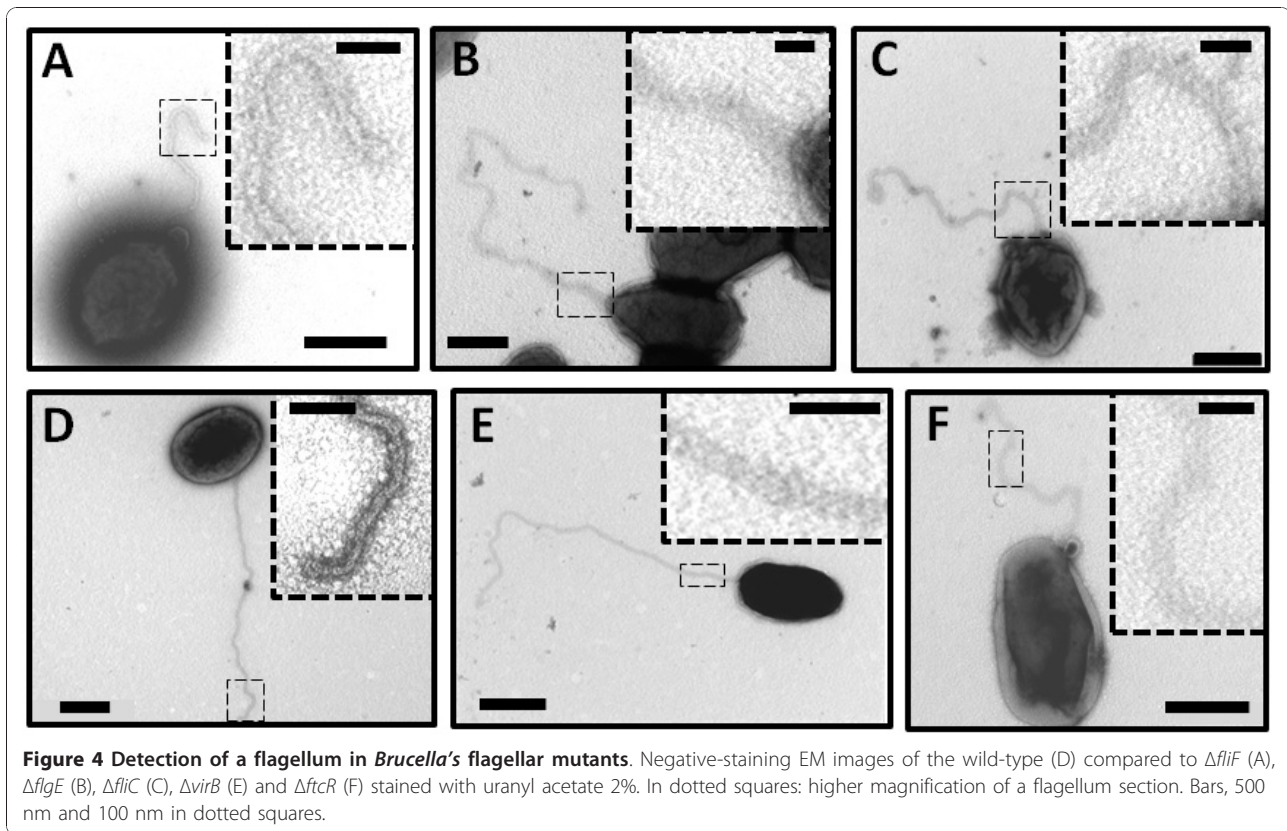 A
B
C
D
E
F
Figure 4 Detection of a flagellum in Brucella's flagellar mutants. Negative-staining EM images of the wild-type (D) compared to ΔfliF (A),
ΔflgE (B), ΔfliC (C), ΔvirB (E) and ΔftcR (F) stained with uranyl acetate 2%. In dotted squares: higher magnification of a flagellum section. Bars, 500
nm and 100 nm in dotted squares.